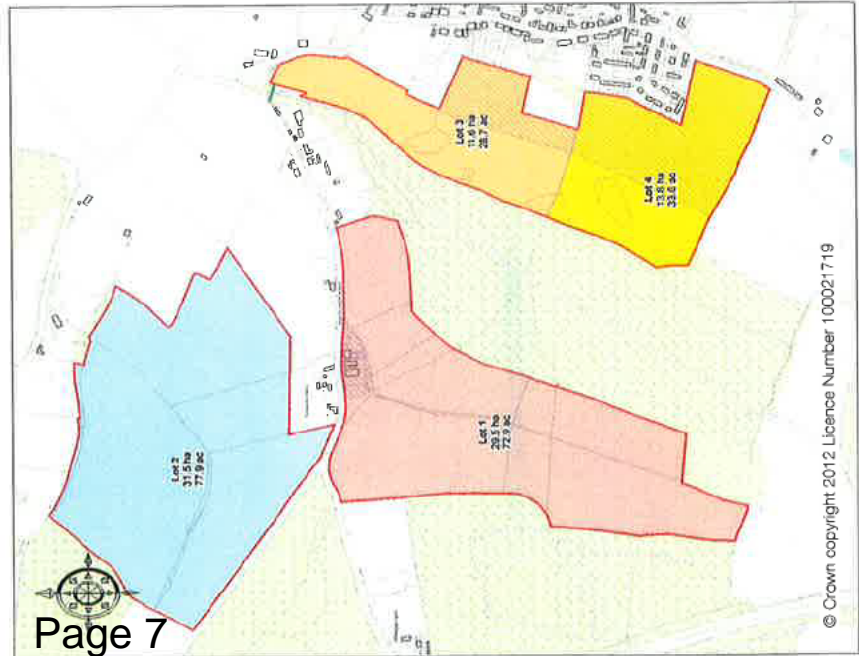 Lot 2
31.5 ha
77.9 ac
Lot 3
11.6 ha
28.7 ac
Lot 4
13.6 ha
33.6 ac
Lot 1
29.5 ha
72.9 ac
© Crown copyright 2012 Licence Number 100021719
Page 7